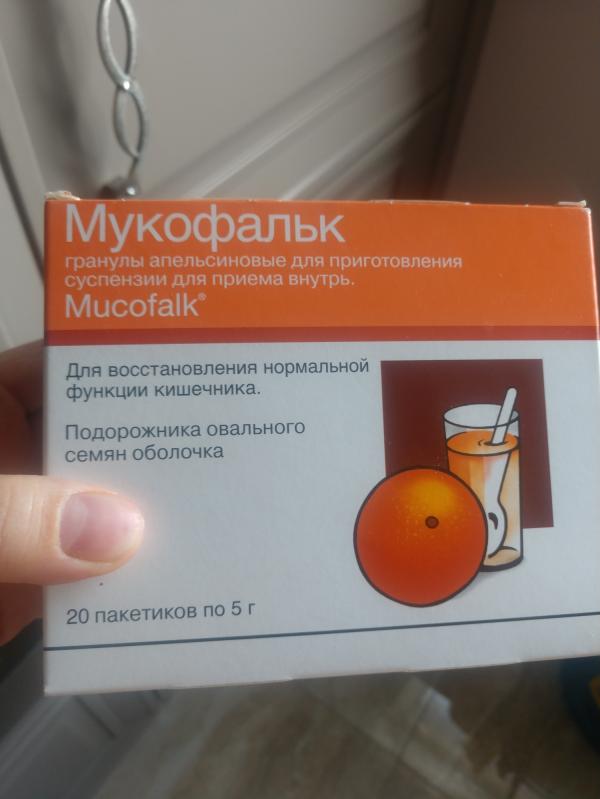 Мукофальк
гранулы апельсиновые для приготовления
суспензии для приема внутрь.
Mucofalk®
Для восстановления нормальной
функции кишечника.
Подорожника овального
семян оболочка
20 пакетиков по 5 г